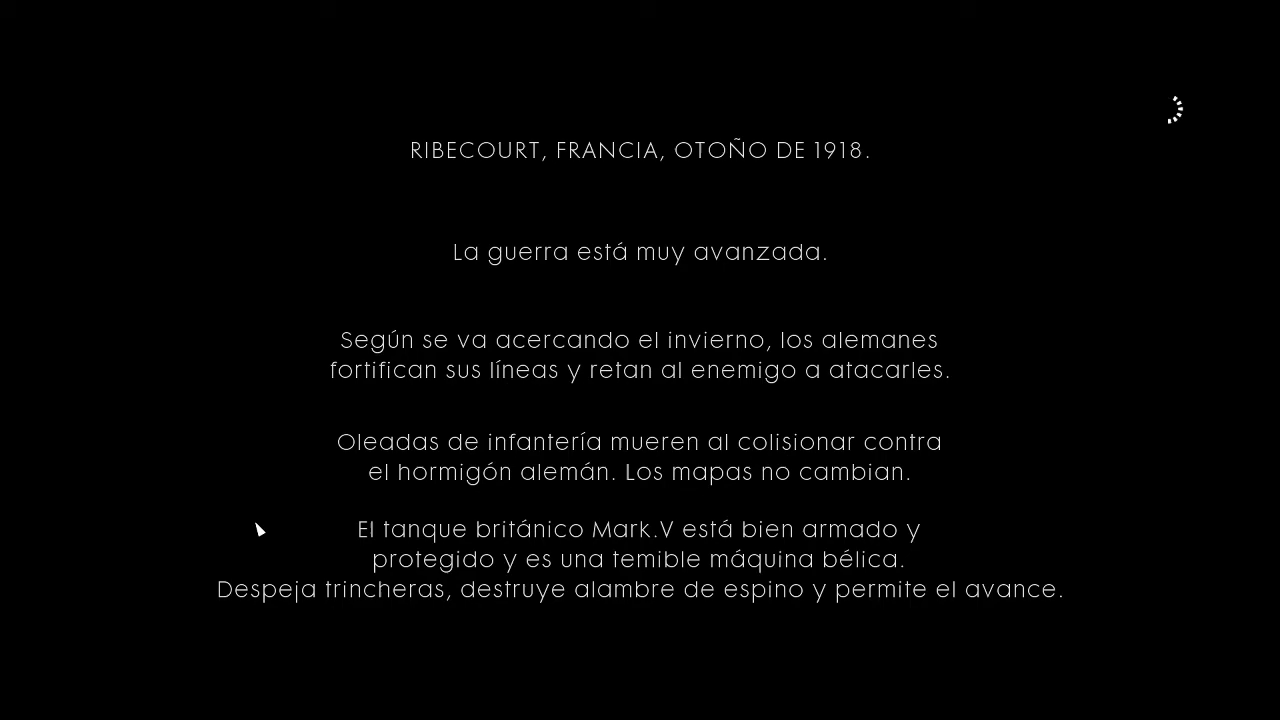 RIBECOURT, FRANCIA, OTOÑO DE 1918.
La guerra está muy avanzada.
Según se va acercando el invierno, los alemanes
fortifican sus líneas y retan al enemigo a atacarles.
Oleadas de infantería mueren al colisionar contra
el hormigón alemán. Los mapas no cambian.
El tanque británico Mark.V está bien armado y
protegido y es una temible máquina bélica.
Despeja trincheras, destruye alambre de espino y permite el avance.